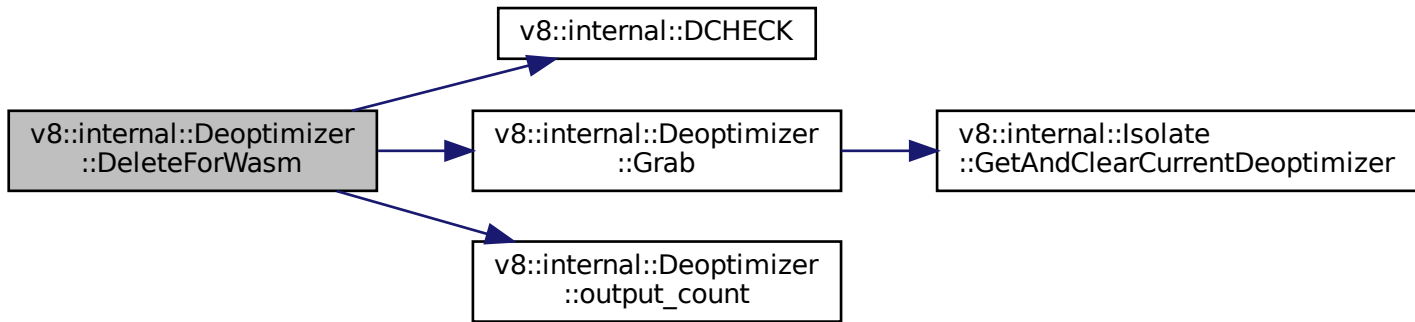 v8::internal::DCHECK
v8::internal::Deoptimizer
::DeleteForWasm
v8::internal::Deoptimizer
::Grab
v8::internal::Isolate
::GetAndClearCurrentDeoptimizer
v8::internal::Deoptimizer
::output_count